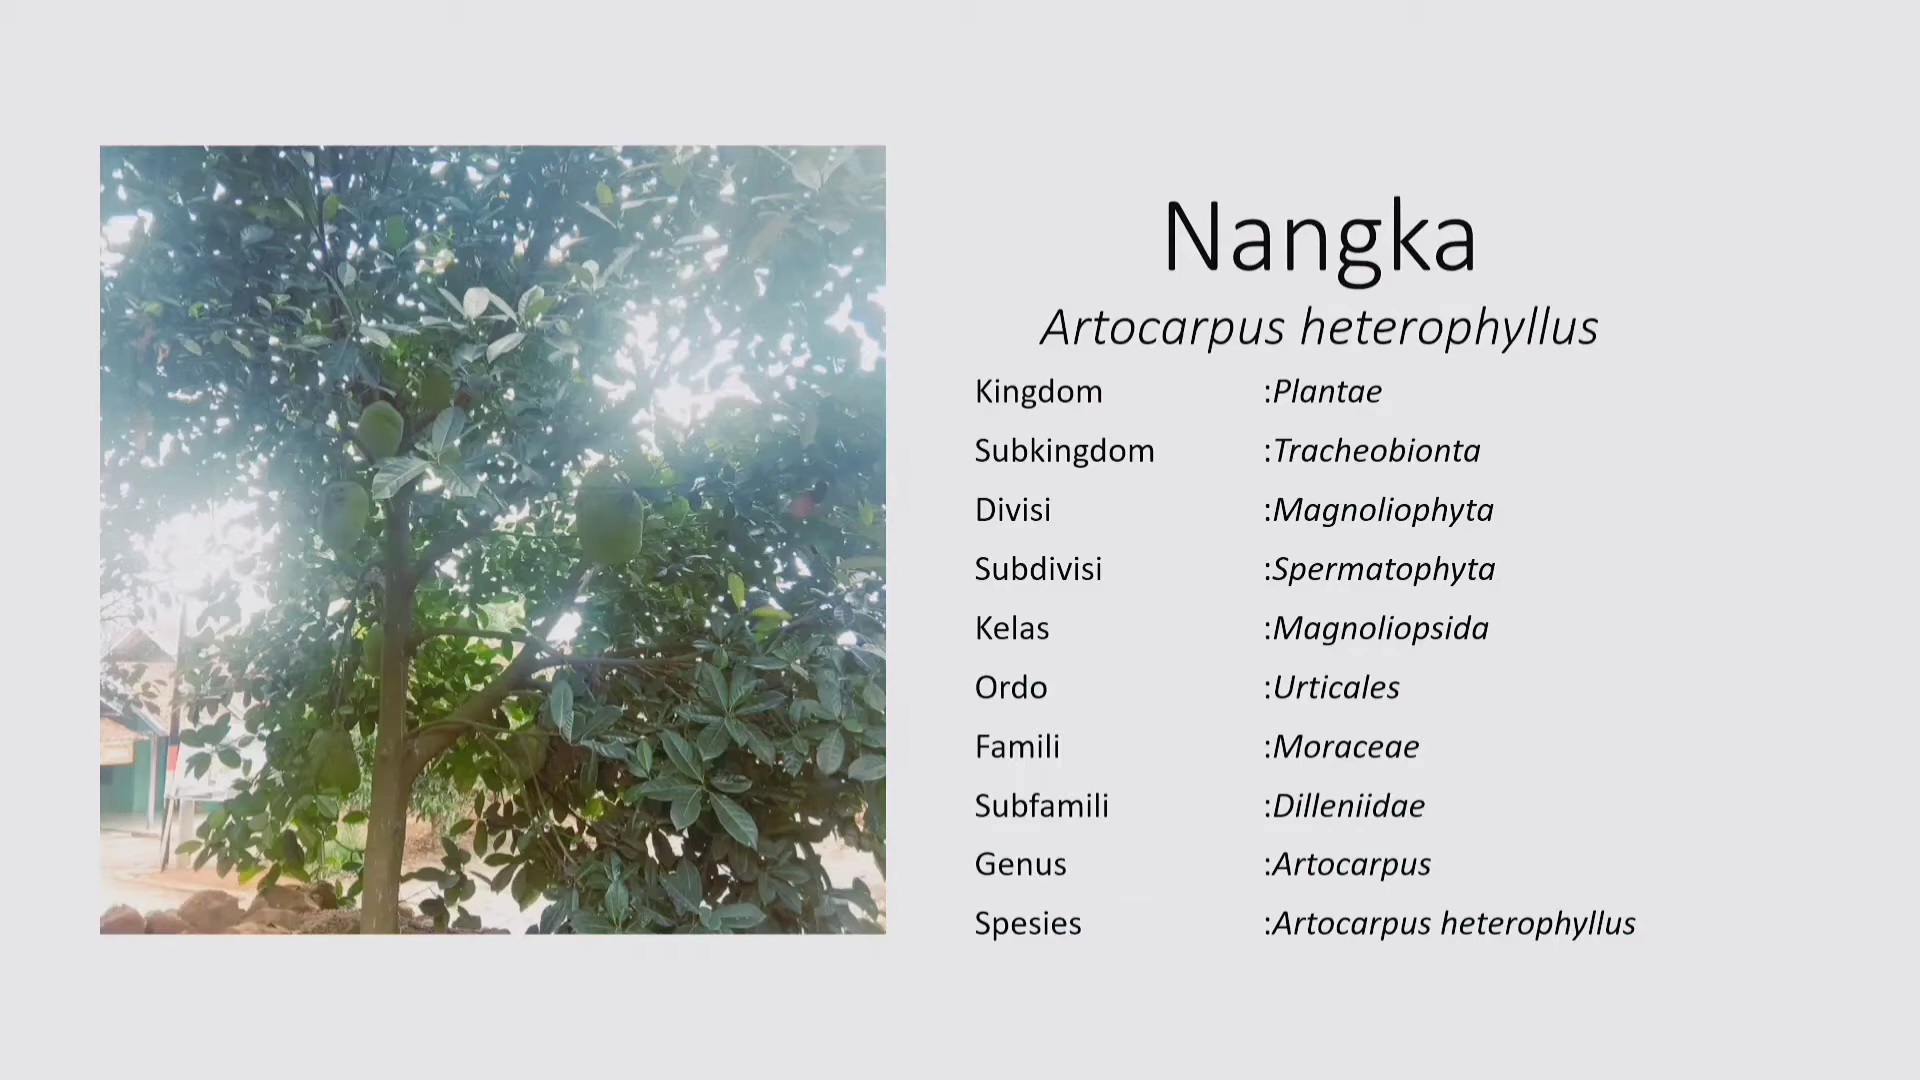 Nangka
Artocarpus heterophyllus
Kingdom :Plantae
Subkingdom :Tracheobionta
Divisi :Magnoliophyta
Subdivisi :Spermatophyta
Kelas :Magnoliopsida
Ordo :Urticales
Famili :Moraceae
Subfamili :Dilleniidae
Genus :Artocarpus
Spesies :Artocarpus heterophyllus